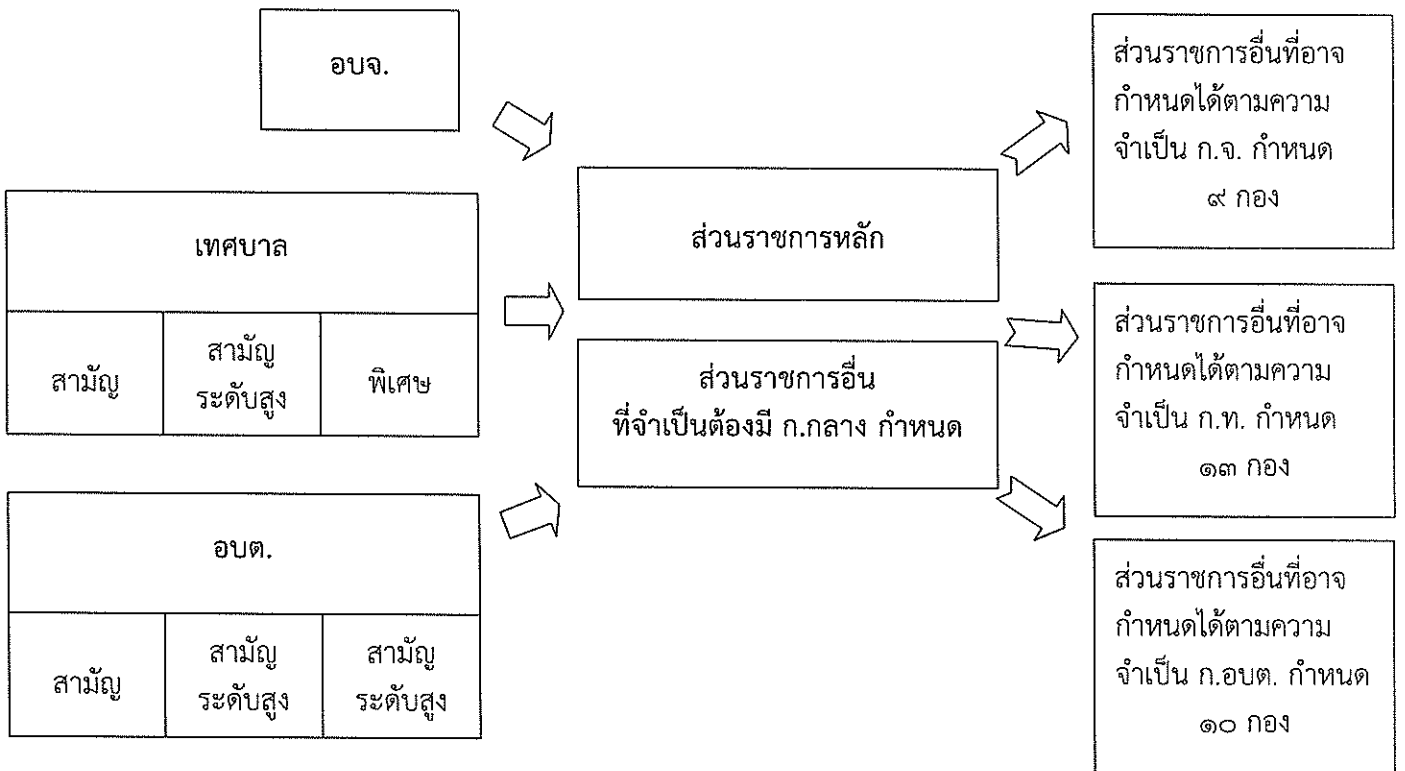 อบจ.
เทศบาล
สามัญ
สามัญ
ระดับสูง
พิเศษ
อบต.
สามัญ
สามัญ
ระดับสูง
สามัญ
ระดับสูง
ส่วนราชการหลัก
ส่วนราชการอื่น
ที่จำเป็นต้องมี ก.กลาง กำหนด
ส่วนราชการอื่นที่อาจ
กำหนดได้ตามความ
จำเป็น ก.จ. กำหนด
๙ กอง
ส่วนราชการอื่นที่อาจ
กำหนดได้ตามความ
จำเป็น ก.ท. กำหนด
๑๓ กอง
ส่วนราชการอื่นที่อาจ
กำหนดได้ตามความ
จำเป็น ก.อบต. กำหนด
๑๐ กอง